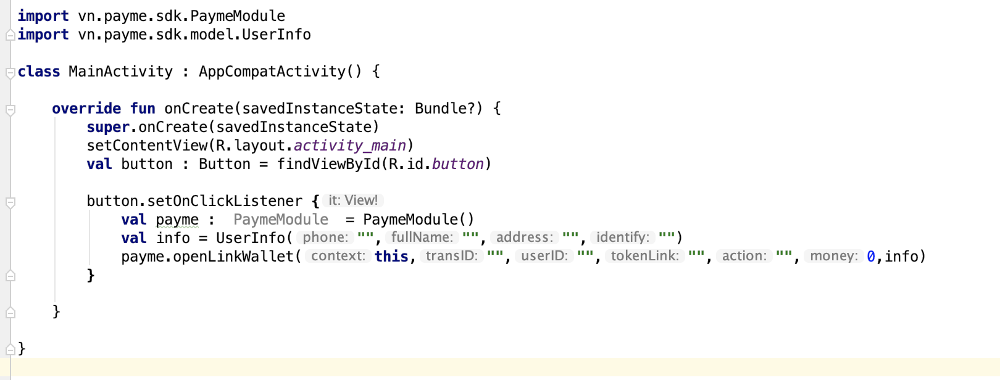 import vn.payme.sdk.PaymeModule
import vn.payme.sdk.model.UserInfo
class MainActivity : AppCompatActivity() {
override fun onCreate(savedInstanceState: Bundle?) {
super.onCreate(savedInstanceState)
setContentView(R.layout.activity_main)
val button : Button = findViewById(R.id.button)
button.setOnClickListener { it: View!
val payme : PaymeModule = PaymeModule()
val info = UserInfo( phone: "", fullName: "", address: "", identify: "")
payme.openLinkWallet( context: this, transID: "", userID: "", tokenLink: "", action: "", money: 0,info)
}
}
}